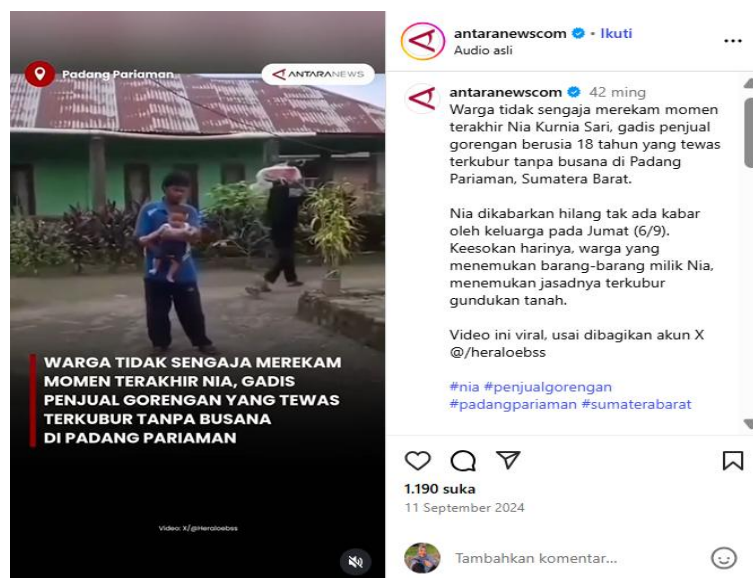 Padang Pariaman
ANTARANEWS
WARGA TIDAK SENGAJA MEREKAM
MOMEN TERAKHIR NIA, GADIS
PENJUAL GORENGAN YANG TEWAS
TERKUBUR TANPA BUSANA
DI PADANG PARIAMAN
Video: X/@Heraloebss
antaranewscom • Ikuti
Audio asli
antaranewscom 42 ming
Warga tidak sengaja merekam momen
terakhir Nia Kurnia Sari, gadis penjual
gorengan berusia 18 tahun yang tewas
terkubur tanpa busana di Padang
Pariaman, Sumatera Barat.
Nia dikabarkan hilang tak ada kabar
oleh keluarga pada Jumat (6/9).
Keesokan harinya, warga yang
menemukan barang-barang milik Nia,
menemukan jasadnya terkubur
gundukan tanah.
Video ini viral, usai dibagikan akun X
@/heraloebss
#nia #penjualgorengan
#padangpariaman #sumaterabarat
1.190 suka
11 September 2024
Tambahkan komentar...